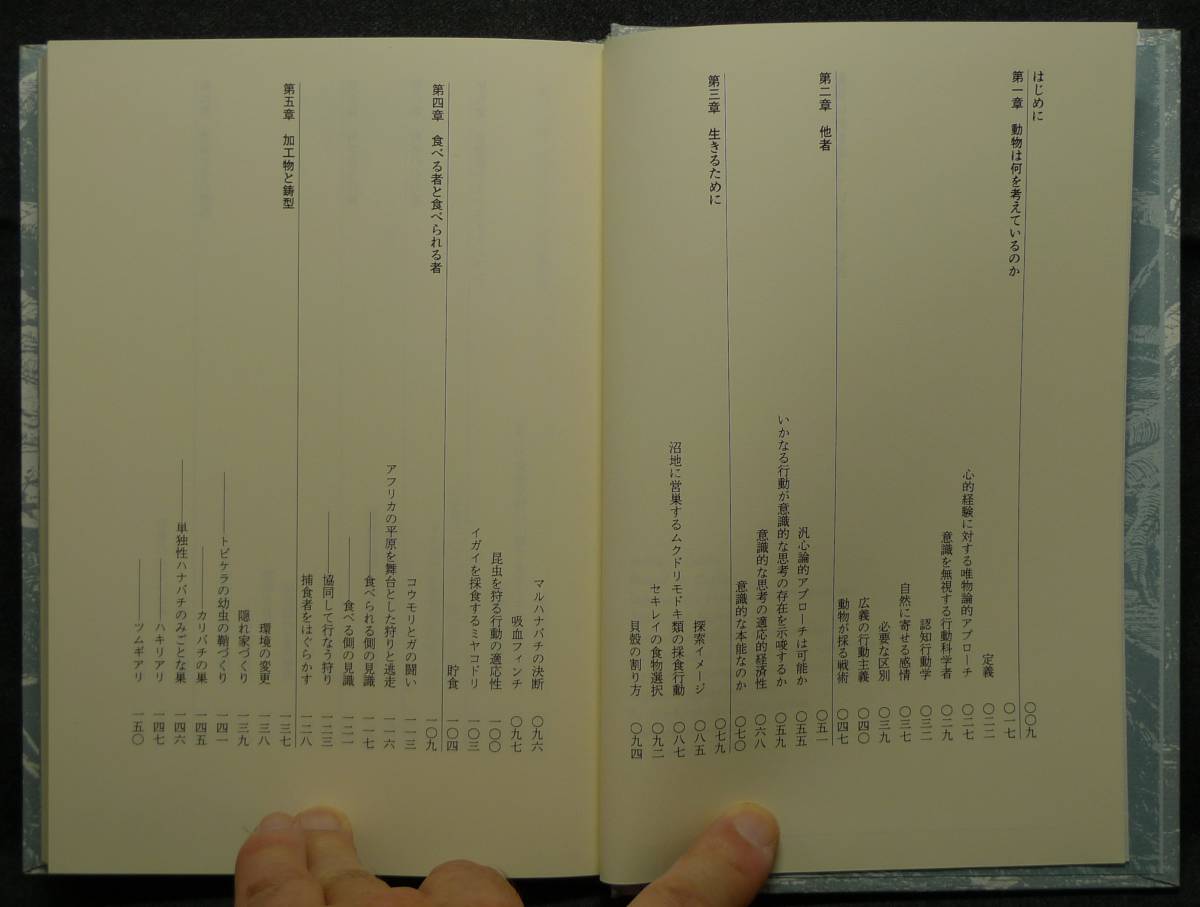 はじめに 〇〇九
第一章 動物は何を考えているのか 〇一七
定義 〇二二
心的経験に対する唯物論的アプローチ 〇二七
意識を無視する行動科学者 〇二九
認知行動学 〇三二
自然に寄せる感情 〇三七
必要な区別 〇三九
広義の行動主義 〇四〇
動物が採る戦術 〇四七
第二章 他者 〇五一
汎心論的アプローチは可能か 〇五五
いかなる行動が意識的な思考の存在を示唆するか 〇五九
意識的な思考の適応的経済性 〇六八
意識的な本能なのか 〇七〇
第三章 生きるために 〇七九
探索イメージ 〇八五
沼地に営巣するムクドリモドキ類の採食行動 〇八七
セキレイの食物選択 〇九二
貝殻の割り方 〇九四
マルハナバチの決断 〇九六
吸血フィンチ 〇九七
昆虫を狩る行動の適応性 一〇〇
イガイを採食するミヤコドリ 一〇三
貯食 一〇四
第四章 食べる者と食べられる者 一〇九
コウモリとガの闘い 一一三
アフリカの平原を舞台とした狩りと逃走 一一六
――食べられる側の見識 一一七
――食べる側の見識 一二一
――協同して行なう狩り 一二三
捕食者をはぐらかす 一二八
第五章 加工物と鋳型 一三七
環境の変更 一三八
隠れ家づくり 一三九
――トビケラの幼虫の鞘づくり 一四一
――カリバチの巣 一四五
――単独性ハナバチのみごとな巣 一四六
――ハキリアリ 一四七
――ツムギアリ 一五〇